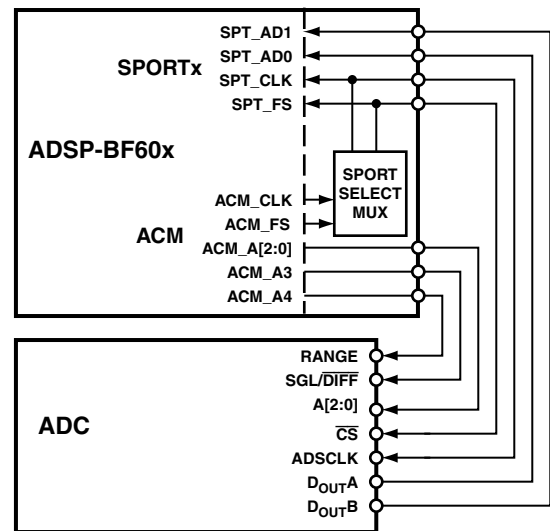 SPT_AD1
SPT_AD0
SPORTx
SPT_CLK
SPT_FS
ADSP-BF60x
SPORT
SELECT
MUX
ACM_CLK
ACM_FS
ACM
ACM_A[2:0]
ACM_A3
ACM_A4
RANGE
SGL/DIFF
A[2:0]
ADC
CS
ADSCLK
DOUTA
DOUTB